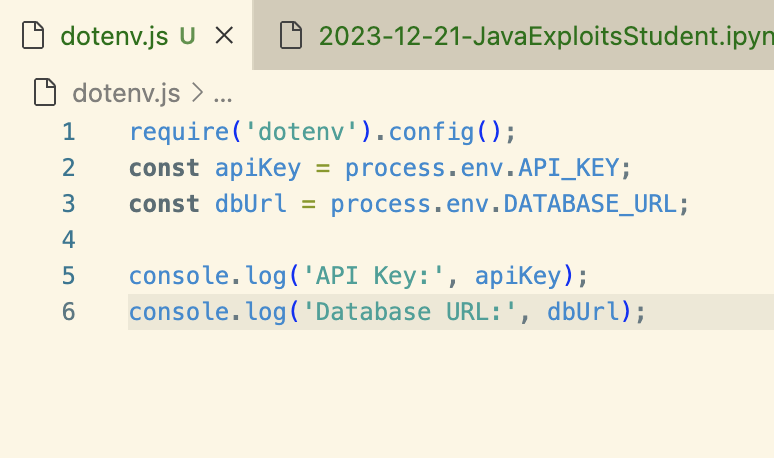 dotenv.js U 2023-12-21-JavaExploitsStudent.ipyn
dotenv.js > ...
1 require('dotenv').config();
2 const apiKey = process.env.API_KEY;
3 const dbUrl = process.env.DATABASE_URL;
4
5 console.log('API Key:', apiKey);
6 console.log('Database URL:', dbUrl);